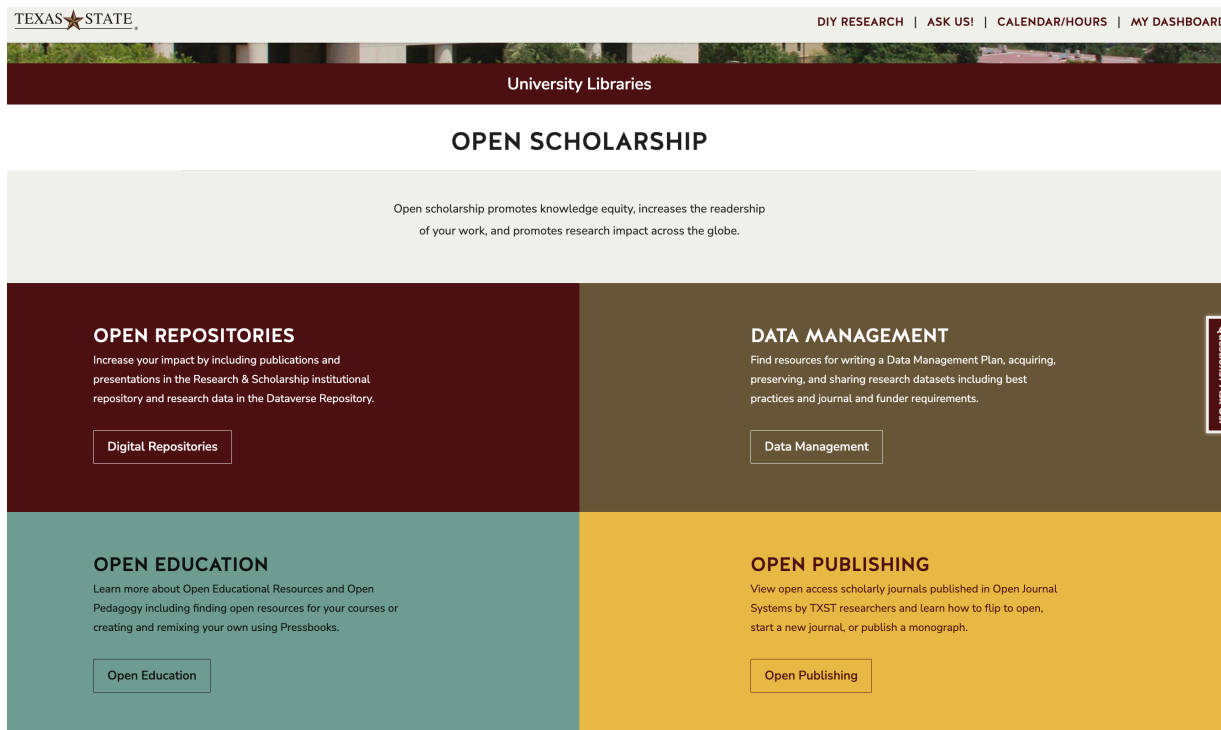 TEXAS STATE
DIY RESEARCH | ASK US! | CALENDAR/HOURS | MY DASHBOARD
University Libraries
OPEN SCHOLARSHIP
Open scholarship promotes knowledge equity, increases the readership
of your work, and promotes research impact across the globe.
OPEN REPOSITORIES
Increase your impact by including publications and
presentations in the Research & Scholarship institutional
repository and research data in the Dataverse Repository.
Digital Repositories
DATA MANAGEMENT
Find resources for writing a Data Management Plan, acquiring,
preserving, and sharing research datasets including best
practices and journal and funder requirements.
Data Management
OPEN EDUCATION
Learn more about Open Educational Resources and Open
Pedagogy including finding open resources for your courses or
creating and remixing your own using Pressbooks.
Open Education
OPEN PUBLISHING
View open access scholarly journals published in Open Journal
Systems by TXST researchers and learn how to flip to open,
start a new journal, or publish a monograph.
Open Publishing